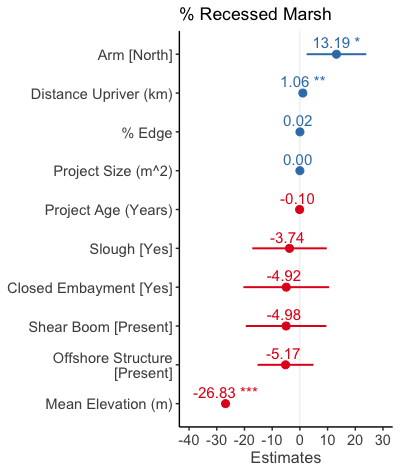 % Recessed Marsh
Arm [North]
13.19 *
Distance Upriver (km)
1.06 **
% Edge
0.02
Project Size (m^2)
0.00
Project Age (Years)
-0.10
Slough [Yes]
-3.74
Closed Embayment [Yes]
-4.92
Shear Boom [Present]
-4.98
Offshore Structure
[Present]
-5.17
Mean Elevation (m)
-26.83 ***
-40 -30 -20 -10 0 10 20 30
Estimates